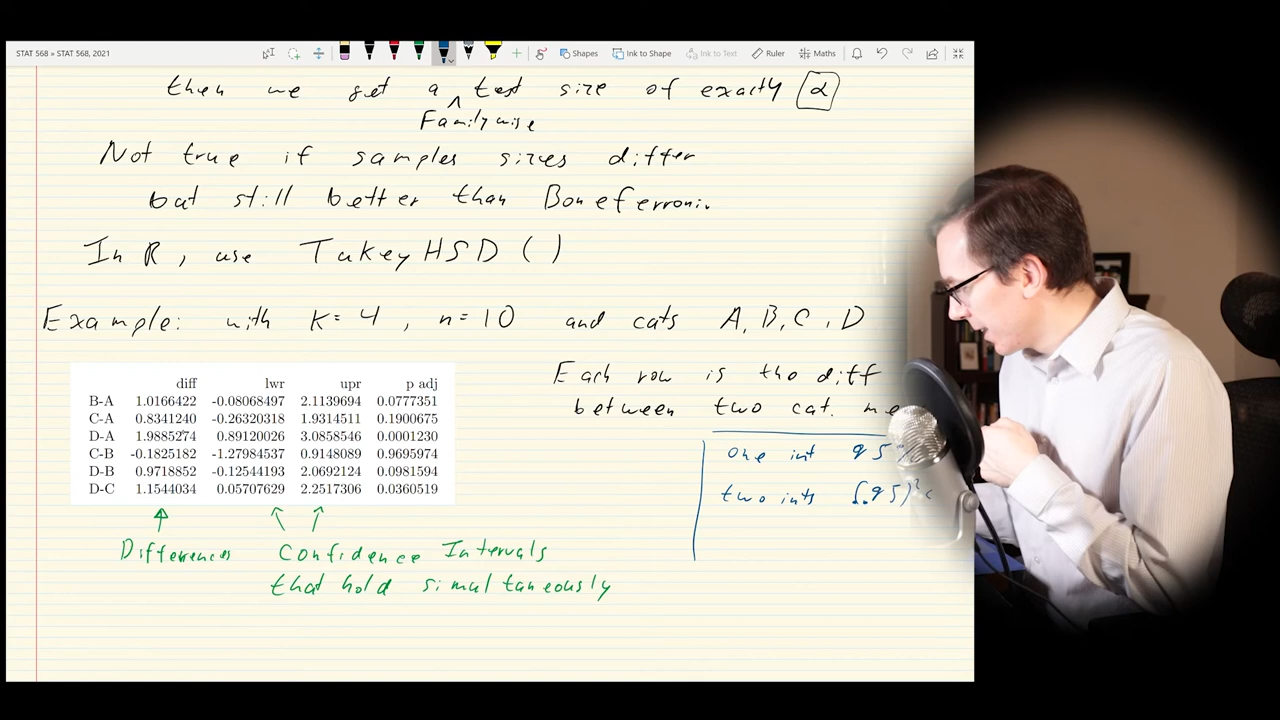 STAT 568 » STAT 568, 2021
Shapes Ink to Shape Ink to Text Ruler Maths
then we get a test size of exactly α
^
Familywise
Not true if samples sizes differ
but still better than Boneferroni.
In R, use TukeyHSD()
Example: with K=4, n=10 and cats A, B, C, D
diff lwr upr p adj
B-A 1.0166422 -0.08068497 2.1139694 0.0777351
C-A 0.8341240 -0.26320318 1.9314511 0.1900675
D-A 1.9885274 0.89120026 3.0858546 0.0001230
C-B -0.1825182 -1.27984537 0.9148089 0.9695974
D-B 0.9718852 -0.12544193 2.0692124 0.0981594
D-C 1.1544034 0.05707629 2.2517306 0.0360519
Each row is the diff
between two cat.
one int 95%
two ints (.95)²
Differences Confidence Intervals
that hold simultaneously